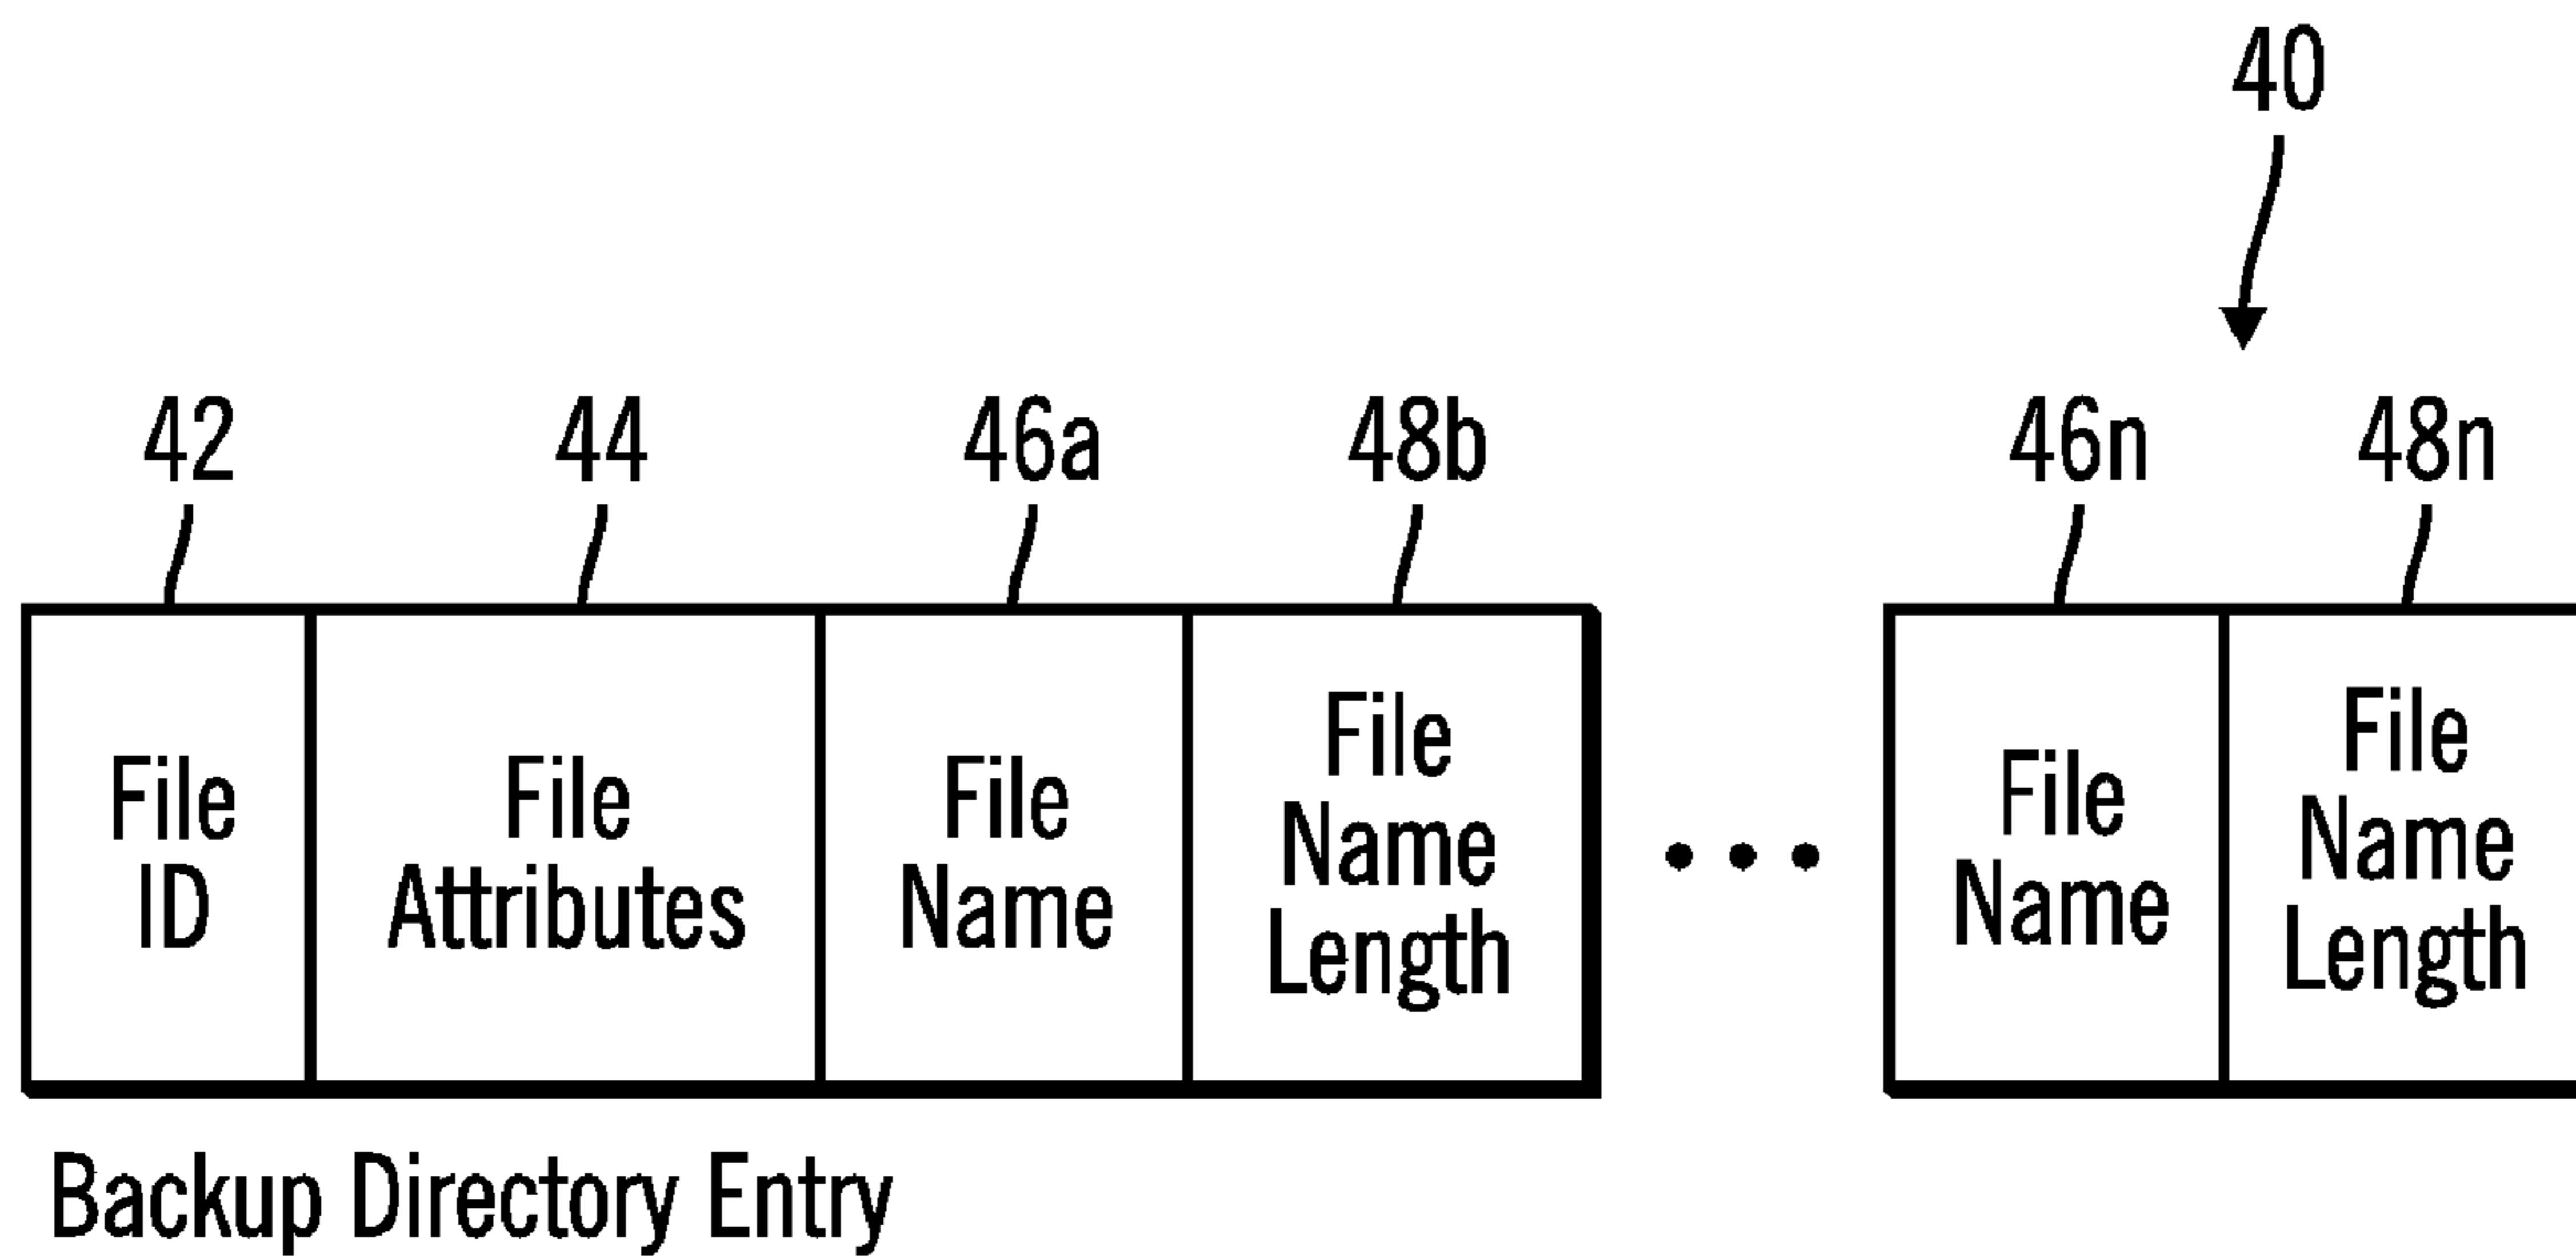 40
42 44 46a 48b 46n 48n
File ID
File Attributes
File Name
File Name Length
• • •
File Name
File Name Length
Backup Directory Entry